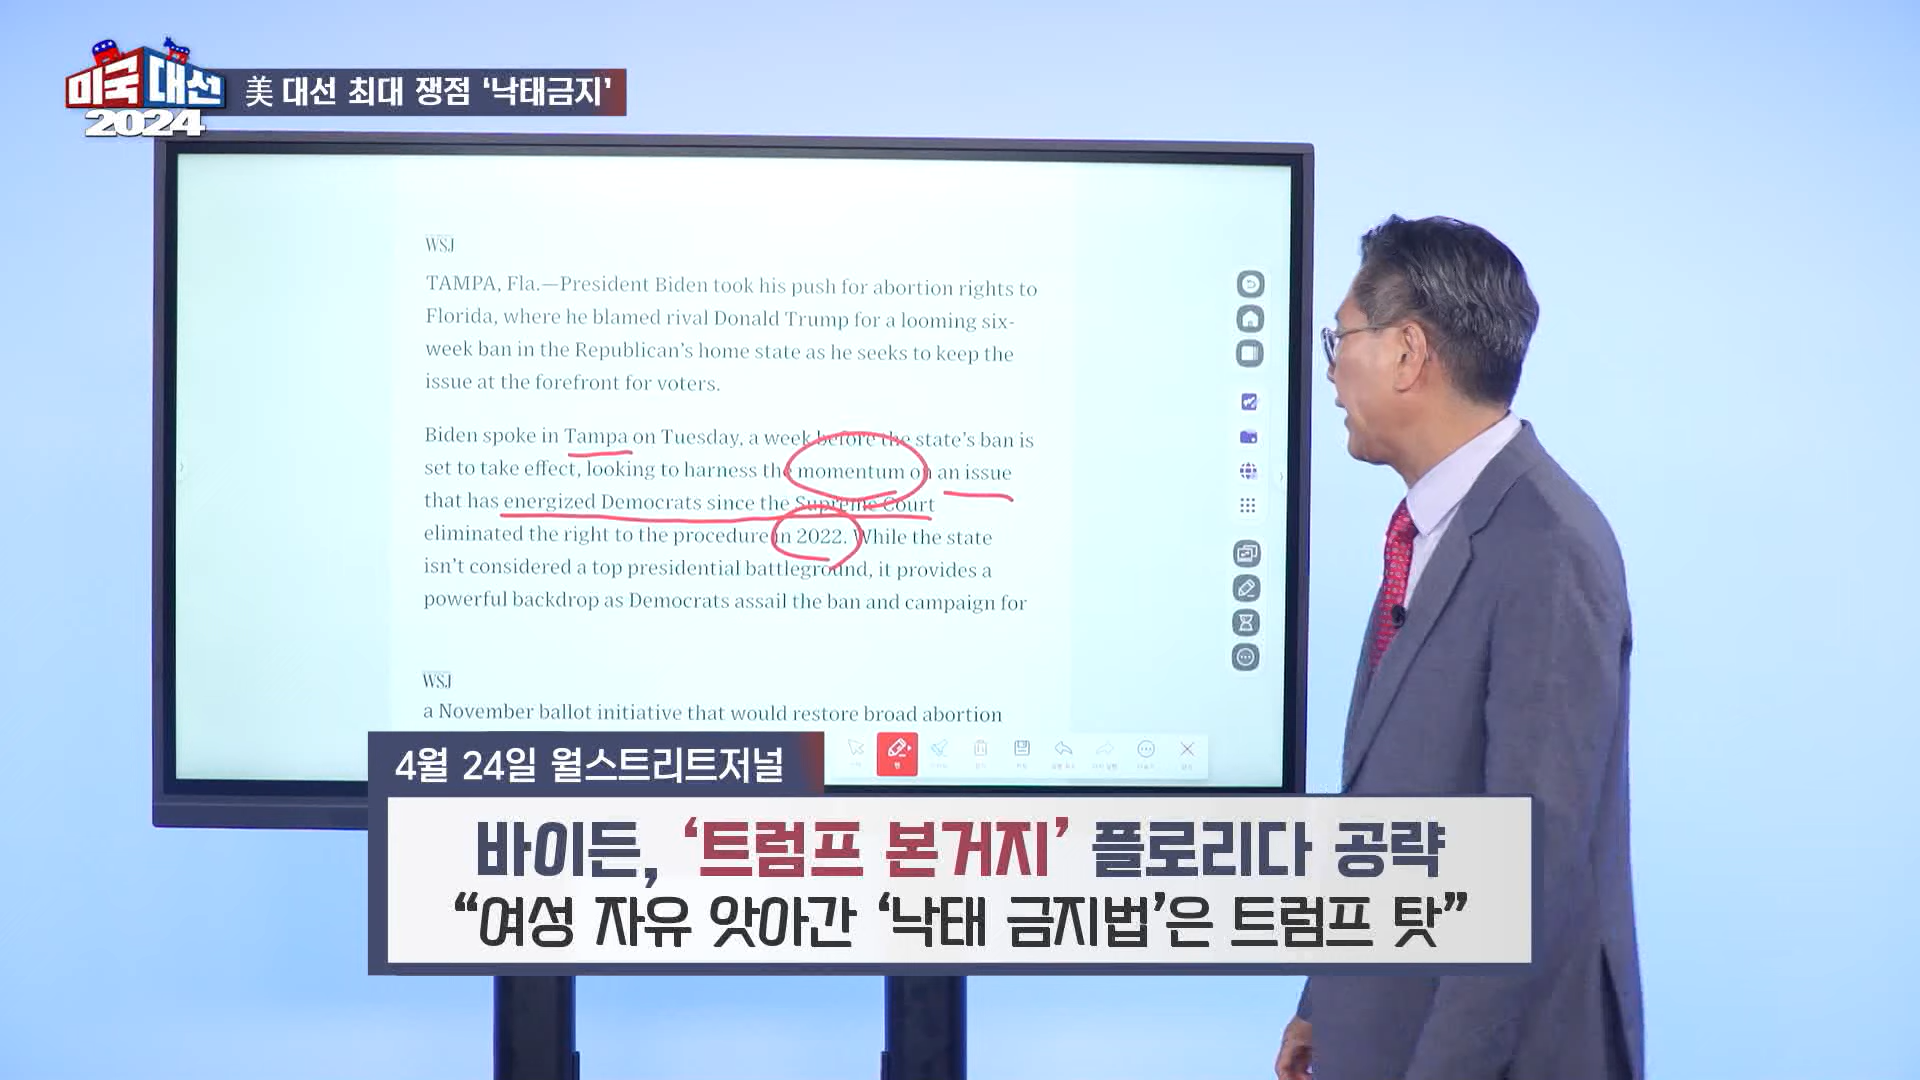 미국 대선
2024
美 대선 최대 쟁점 ‘낙태금지’
WSJ
TAMPA, Fla.—President Biden took his push for abortion rights to
Florida, where he blamed rival Donald Trump for a looming six-
week ban in the Republican’s home state as he seeks to keep the
issue at the forefront for voters.
Biden spoke in Tampa on Tuesday, a week before the state’s ban is
set to take effect, looking to harness the momentum on an issue
that has energized Democrats since the Supreme Court
eliminated the right to the procedure in 2022. While the state
isn’t considered a top presidential battleground, it provides a
powerful backdrop as Democrats assail the ban and campaign for
WSJ
a November ballot initiative that would restore broad abortion
펜
4월 24일 월스트리트저널
바이든, ‘트럼프 본거지’ 플로리다 공략
“여성 자유 앗아간 ‘낙태 금지법’은 트럼프 탓”